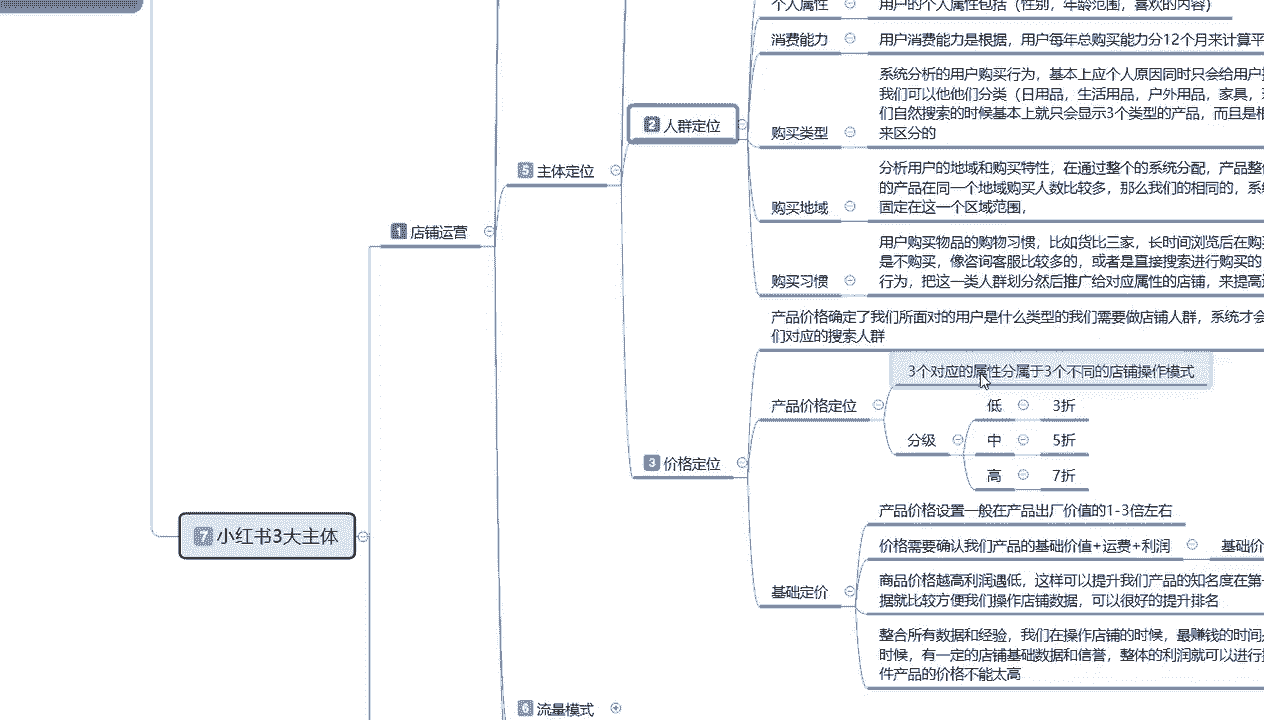 个人属性
用户的个人属性包括（性别，年龄范围，喜欢的内容）
消费能力
用户消费能力是根据，用户每年总购买能力分12个月来计算平
系统分析的用户购买行为，基本上应个人原因同时只会给用户
我们可以他他们分类（日用品，生活用品，户外用品，家具，
们自然搜索的时候基本上就只会显示3个类型的产品，而且是
来区分的
购买类型
2 人群定位
分析用户的地域和购买特性，在通过整个的系统分配，产品整
的产品在同一个地域购买人数比较多，那么我们的相同的，系
固定在这一个区域范围，
购买地域
5 主体定位
1 店铺运营
用户购买物品的购物习惯，比如货比三家，长时间浏览后在购
是不购买，像咨询客服比较多的，或者是直接搜索进行购买的
行为，把这一类人群划分然后推广给对应属性的店铺，来提高
购买习惯
产品价格确定了我们所面对的用户是什么类型的我们需要做店铺人群，系统才会
们对应的搜索人群
3个对应的属性分属于3个不同的店铺操作模式
产品价格定位
低 3折
分级
中 5折
高 7折
3 价格定位
产品价格设置一般在产品出厂价值的1-3倍左右
7 小红书3大主体
价格需要确认我们产品的基础价值+运费+利润
基础价
商品价格越高利润遇低，这样可以提升我们产品的知名度在第
据就比较方便我们操作店铺数据，可以很好的提升排名
基础定价
整合所有数据和经验，我们在操作店铺的时候，最赚钱的时间
时候，有一定的店铺基础数据和信誉，整体的利润就可以进行
件产品的价格不能太高
6 流量模式